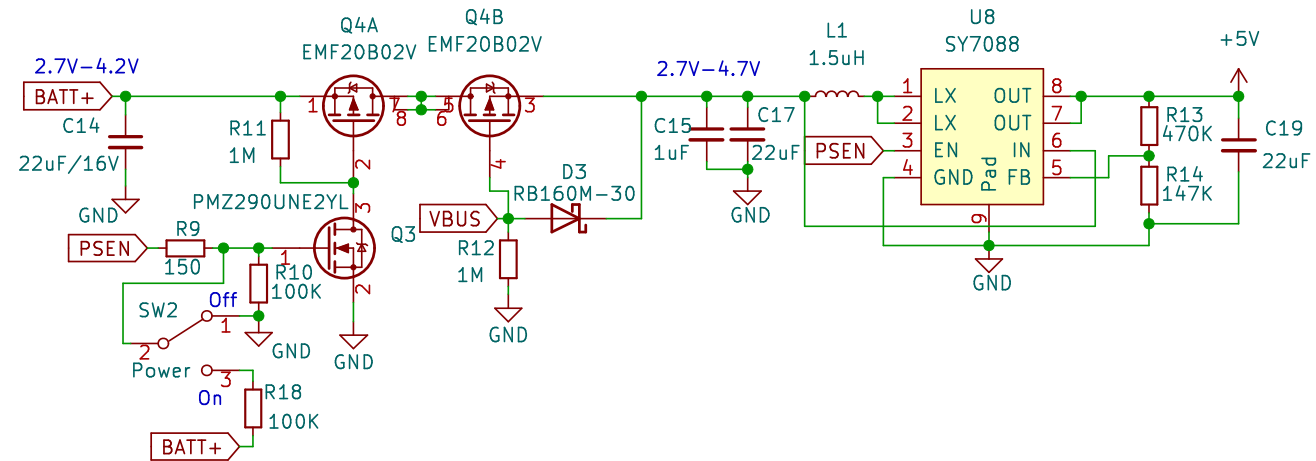 Q4A
EMF20B02V
Q4B
EMF20B02V
U8
SY7088
L1
1.5uH
+5V
2.7V-4.2V
2.7V-4.7V
BATT+
1
7
8
5
6
3
1
LX
OUT
8
2
LX
OUT
7
3
EN
IN
6
4
GND
FB
5
Pad
9
C14
22uF/16V
GND
R11
1M
2
4
C15
1uF
C17
22uF
GND
PSEN
R13
470K
R14
147K
C19
22uF
D3
RB160M-30
VBUS
R12
1M
GND
GND
PMZ290UNE2YL
3
Q3
1
2
GND
PSEN
R9
150
R10
100K
SW2
Off
1
2
GND
Power
3
On
R18
100K
BATT+